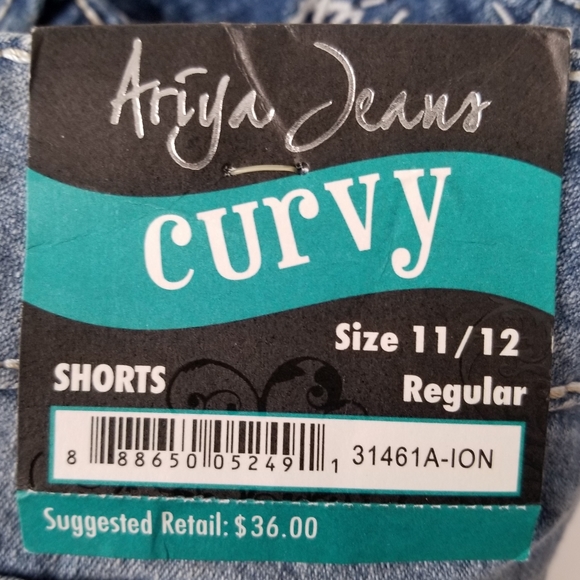 Ariya Jeans
curvy
Size 11/12
SHORTS Regular
8 88650 05249 1 31461A-ION
Suggested Retail: $36.00